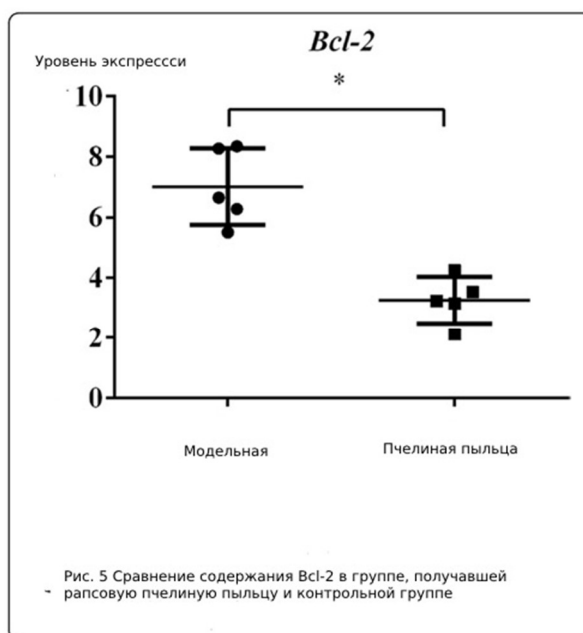 Bcl-2
Уровень экспресссi
*
10
8
6
4
2
0
Модельная
Пчелиная пыльца
Рис. 5 Сравнение содержания Bcl-2 в группе, получавшей
рапсовую пчелиную пыльцу и контрольной группе